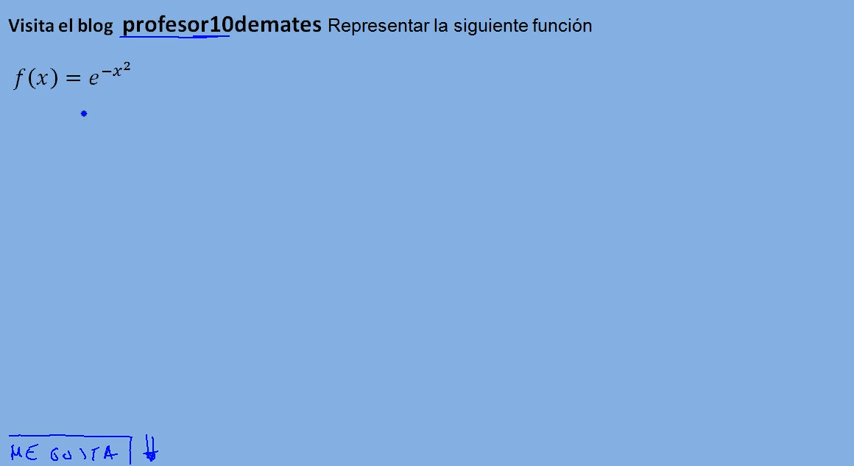 Visita el blog profesor10demates Representar la siguiente función
f(x) = e^{-x^2}
ME GUSTA